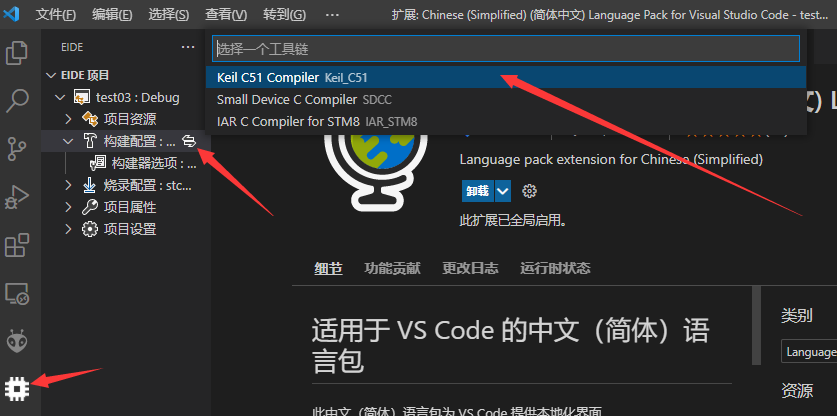 文件(F) 编辑(E) 选择(S) 查看(V) 转到(G) ··· 扩展: Chinese (Simplified) (简体中文) Language Pack for Visual Studio Code - test...
EIDE ···
选择一个工具链
EIDE 项目
Keil C51 Compiler Keil_C51
test03 : Debug
Small Device C Compiler SDCC
项目资源
IAR C Compiler for STM8 IAR_STM8
构建配置 : ...
构建器选项 : ...
Language pack extension for Chinese (Simplified)
烧录配置 : stc...
卸载
项目属性
此扩展已全局启用。
项目设置
细节 功能贡献 更改日志 运行时状态
适用于 VS Code 的中文（简体）语
言包
类别
Language
资源
此中文（简体）语言包为 VS Code 提供本地化界面